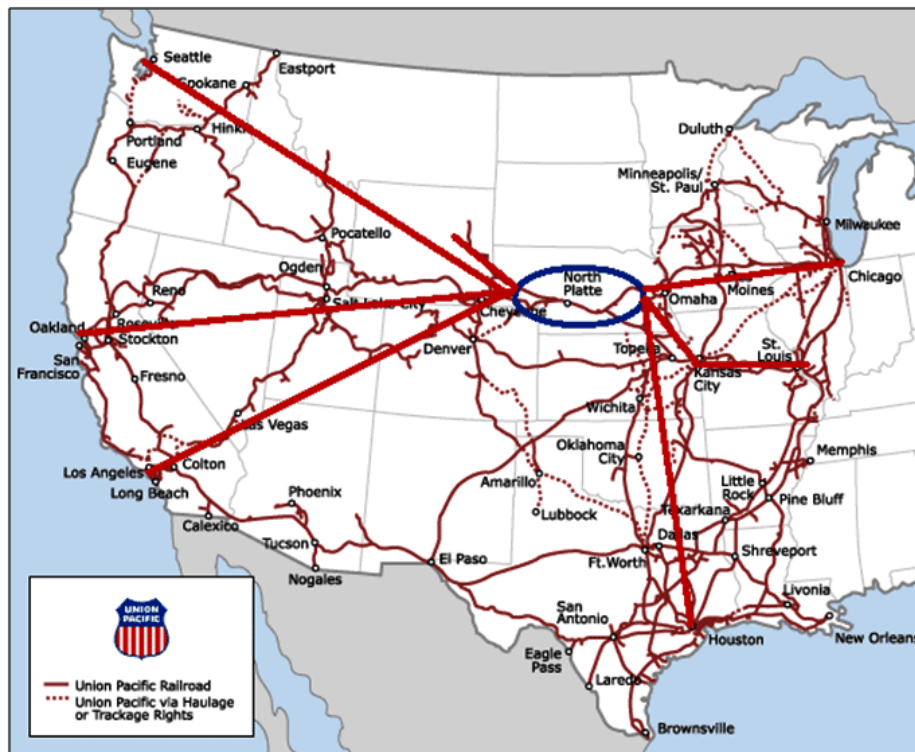 Seattle
Spokane
Eastport
Portland
Hinkl
Eugene
Duluth
Minneapolis/
St. Paul
Milwaukee
Pocatello
Ogden
Reno
Salt Lake City
Cheyenne
North
Platte
Omaha
Moines
Chicago
Oakland
Roseville
Stockton
San
Francisco
Denver
Topeka
Kansas
City
St.
Louis
Fresno
Las Vegas
Wichita
Oklahoma
City
Los Angeles
Colton
Long Beach
Phoenix
Amarillo
Memphis
Little
Rock
Pine Bluff
Calexico
Lubbock
Texarkana
Tucson
Dallas
Nogales
El Paso
Ft.Worth
Shreveport
Livonia
San
Antonio
Houston
New Orleans
Eagle
Pass
Laredo
Brownsville
UNION
PACIFIC
Union Pacific Railroad
Union Pacific via Haulage
or Trackage Rights